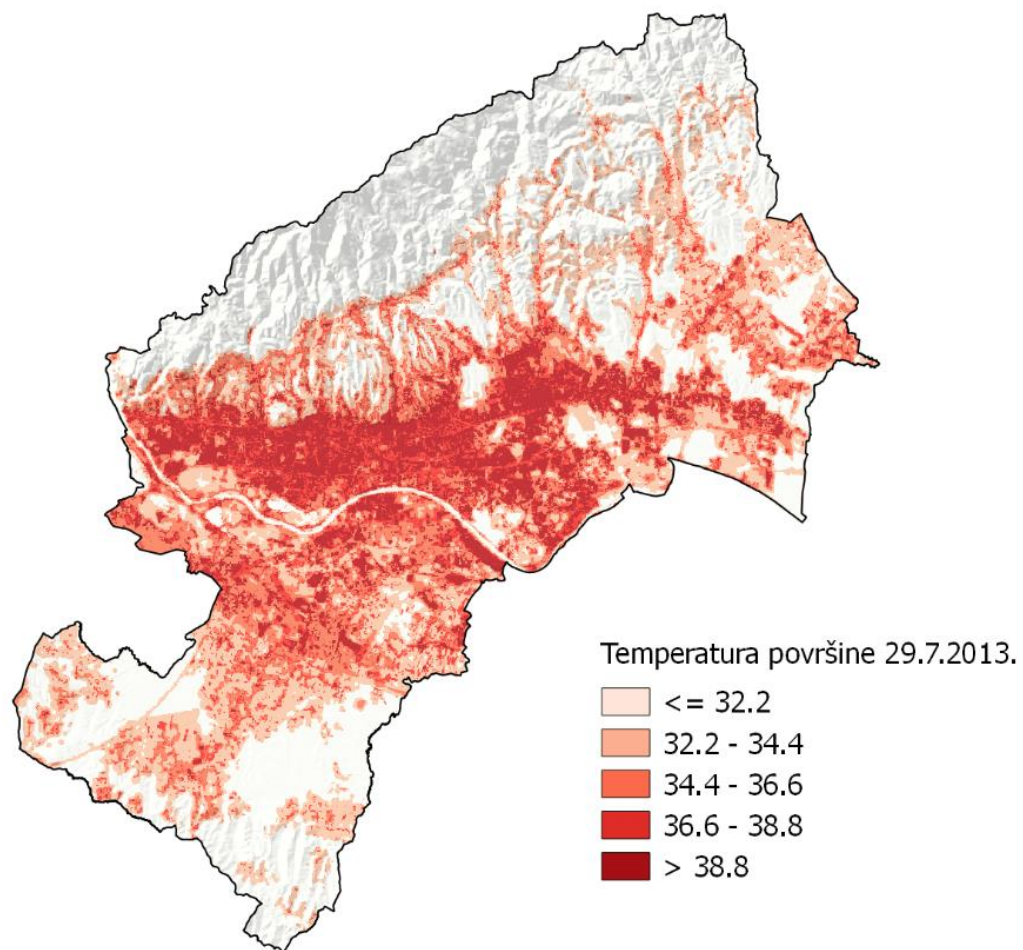 Temperatura površine 29.7.2013.
<= 32.2
32.2 - 34.4
34.4 - 36.6
36.6 - 38.8
> 38.8